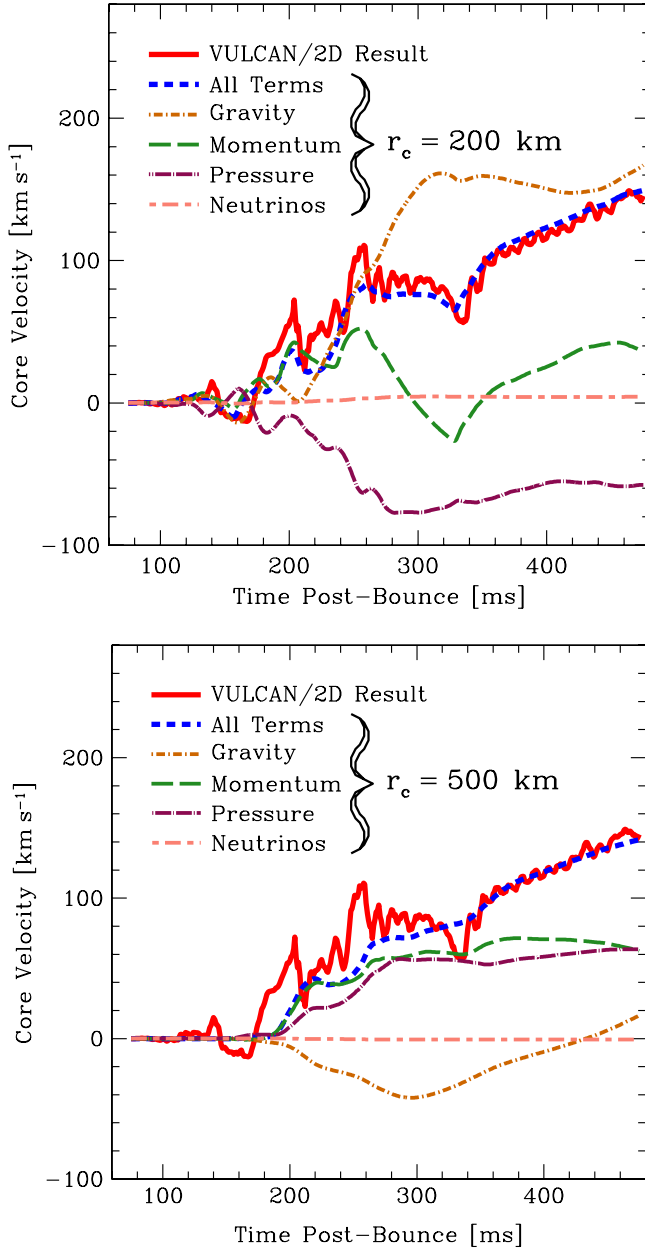 200
100
0
−100
Core Velocity [km s⁻¹]
VULCAN/2D Result
All Terms
Gravity
Momentum
Pressure
Neutrinos
r_c = 200 km
100 200 300 400
Time Post−Bounce [ms]
200
100
0
−100
Core Velocity [km s⁻¹]
VULCAN/2D Result
All Terms
Gravity
Momentum
Pressure
Neutrinos
r_c = 500 km
100 200 300 400
Time Post−Bounce [ms]